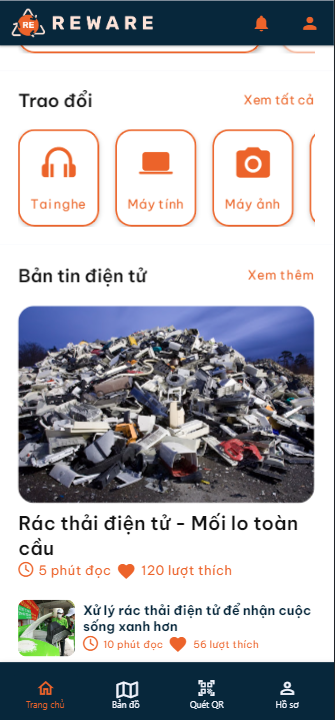 RE REWARE
Trao đổi Xem tất cả
Tai nghe Máy tính Máy ảnh
Bản tin điện tử Xem thêm
Rác thải điện tử - Mối lo toàn
cầu
5 phút đọc 120 lượt thích
Xử lý rác thải điện tử để nhận cuộc
sống xanh hơn
10 phút đọc 56 lượt thích
Trang chủ Bản đồ Quét QR Hồ sơ